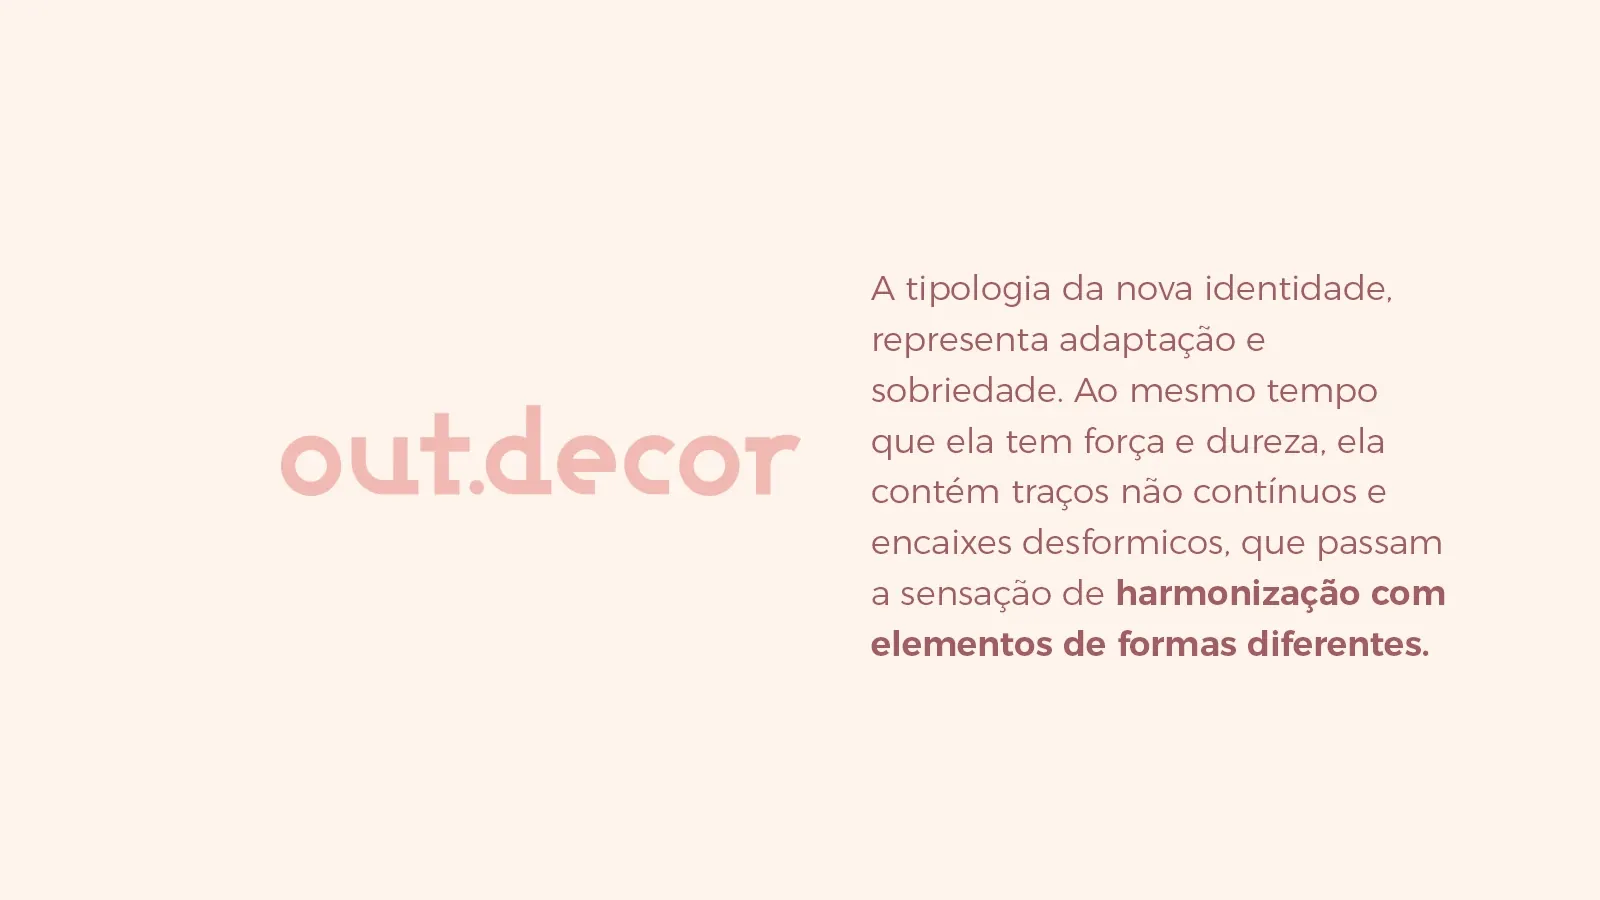 out.decor
A tipologia da nova identidade,
representa adaptação e
sobriedade. Ao mesmo tempo
que ela tem força e dureza, ela
contém traços não contínuos e
encaixes desformicos, que passam
a sensação de harmonização com
elementos de formas diferentes.